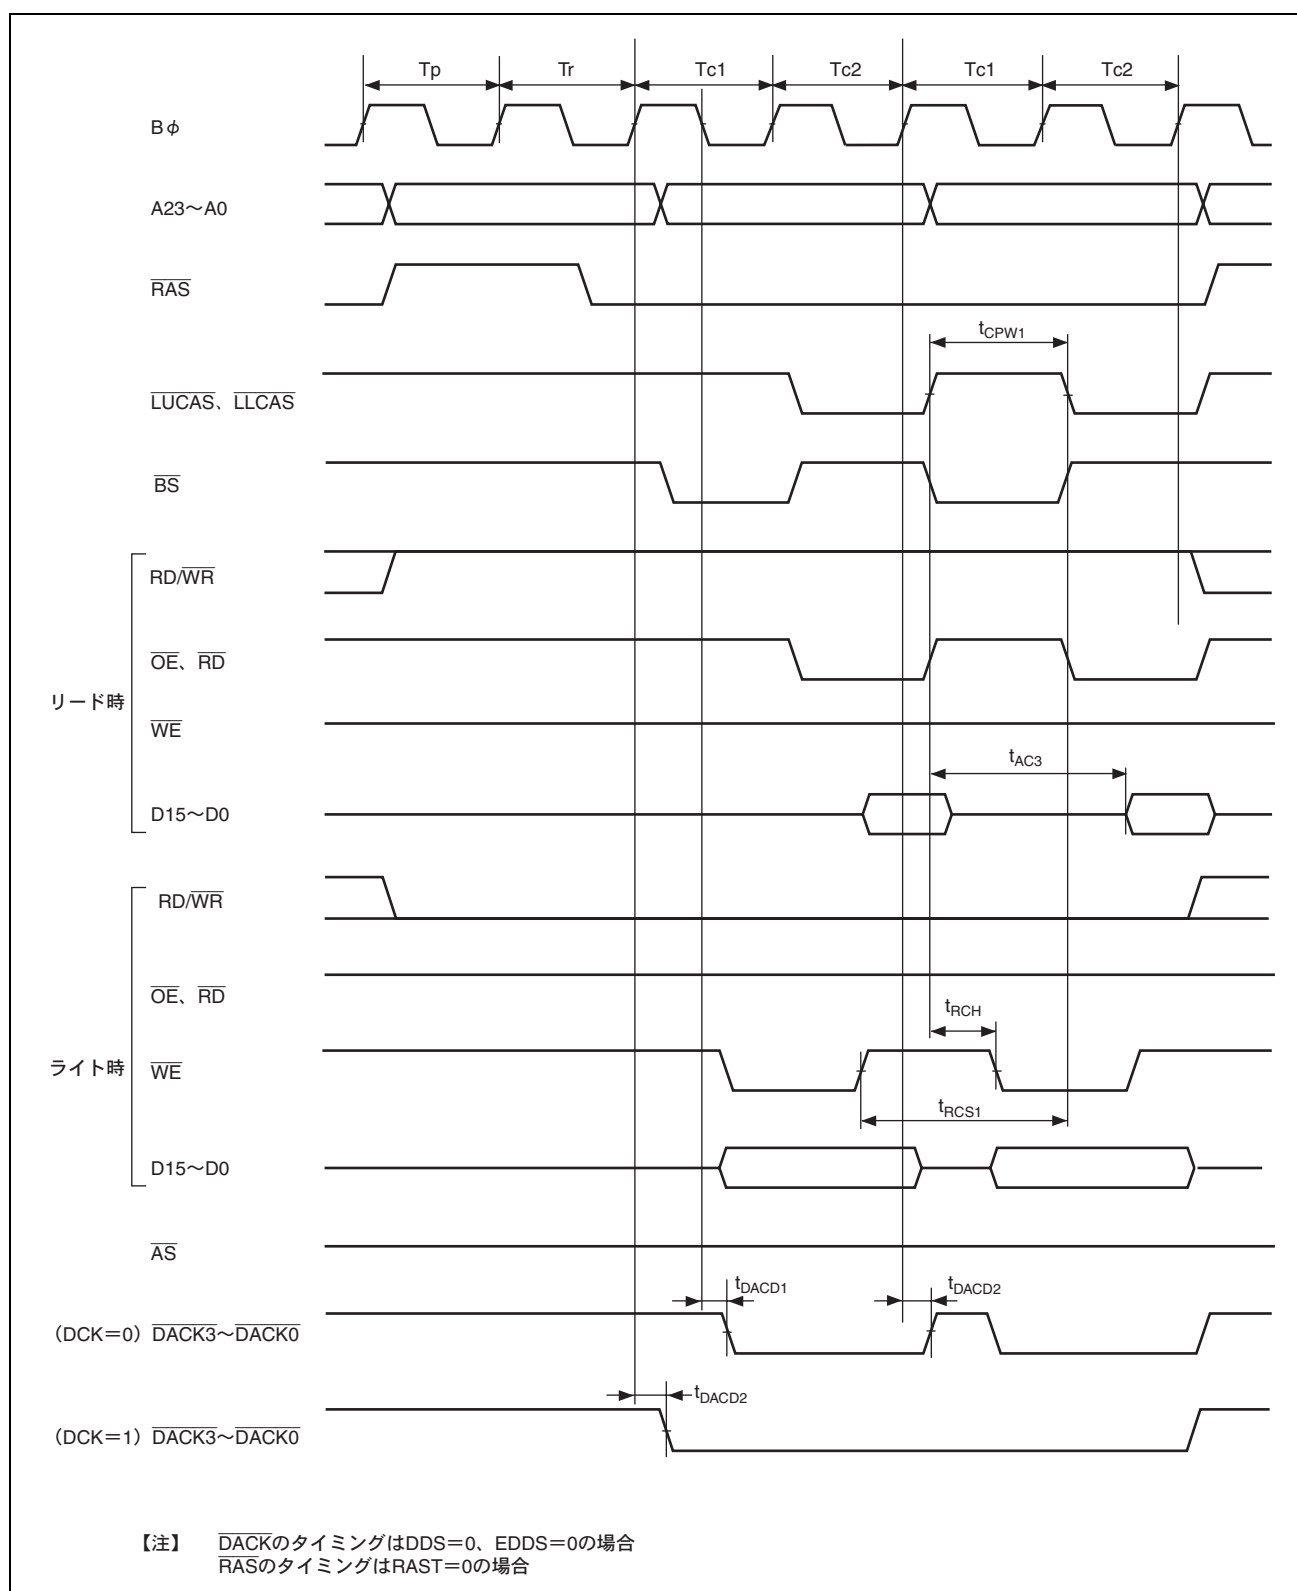 Tp Tr Tc1 Tc2 Tc1 Tc2
Bφ
A23～A0
RAS
tCPW1
LUCAS、LLCAS
BS
RD/WR
OE、RD
リード時
WE
tAC3
D15～D0
RD/WR
OE、RD
tRCH
ライト時
WE
tRCS1
D15～D0
AS
tDACD1 tDACD2
（DCK＝0）DACK3～DACK0
tDACD2
（DCK＝1）DACK3～DACK0
【注】 DACKのタイミングはDDS＝0、EDDS＝0の場合
RASのタイミングはRAST＝0の場合